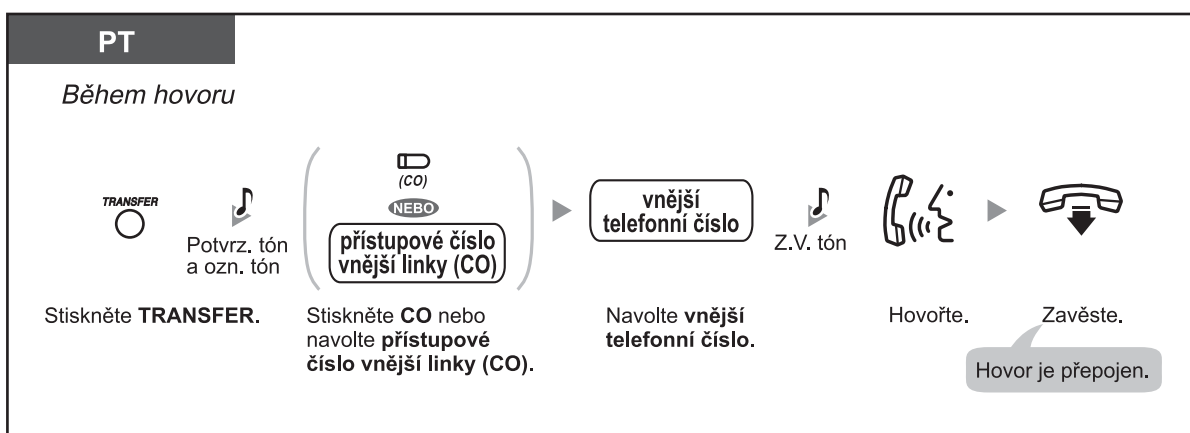 PT
Během hovoru
TRANSFER
Potvrz. tón
a ozn. tón
(CO)
NEBO
přístupové číslo
vnější linky (CO)
vnější
telefonní číslo
Z.V. tón
Stiskněte TRANSFER.
Stiskněte CO nebo
navolte přístupové
číslo vnější linky (CO).
Navolte vnější
telefonní číslo.
Hovořte.
Zavěste.
Hovor je přepojen.